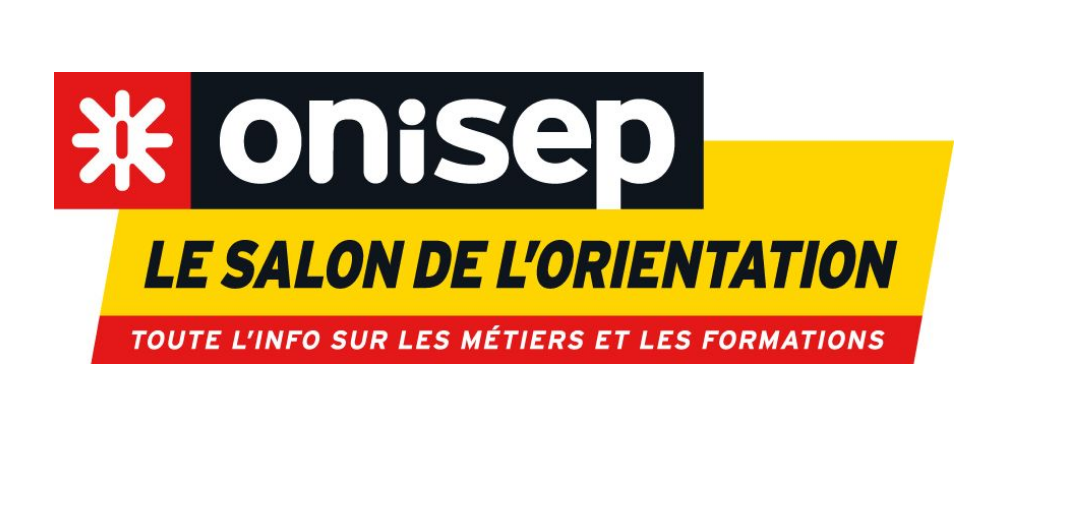 onisep
LE SALON DE L'ORIENTATION
TOUTE L'INFO SUR LES MÉTIERS ET LES FORMATIONS